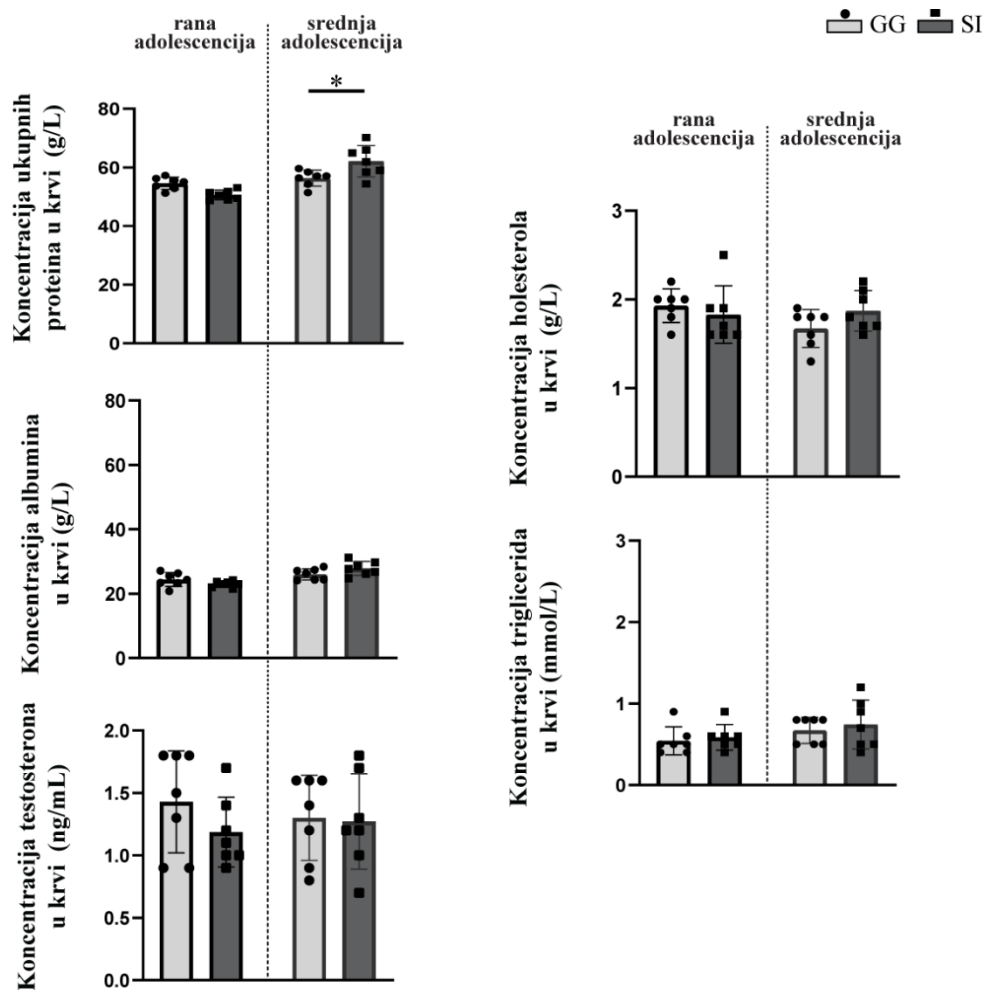 GG SI
rana
adolescencija
srednja
adolescencija
*
Koncentracija ukupnih
proteina u krvi (g/L)
80
60
40
20
0
Koncentracija albumina
u krvi (g/L)
80
60
40
20
0
Koncentracija testosterona
u krvi (ng/mL)
2.0
1.5
1.0
0.5
0.0
rana
adolescencija
srednja
adolescencija
Koncentracija holesterola
u krvi (g/L)
3
2
1
0
Koncentracija triglicerida
u krvi (mmol/L)
3
2
1
0